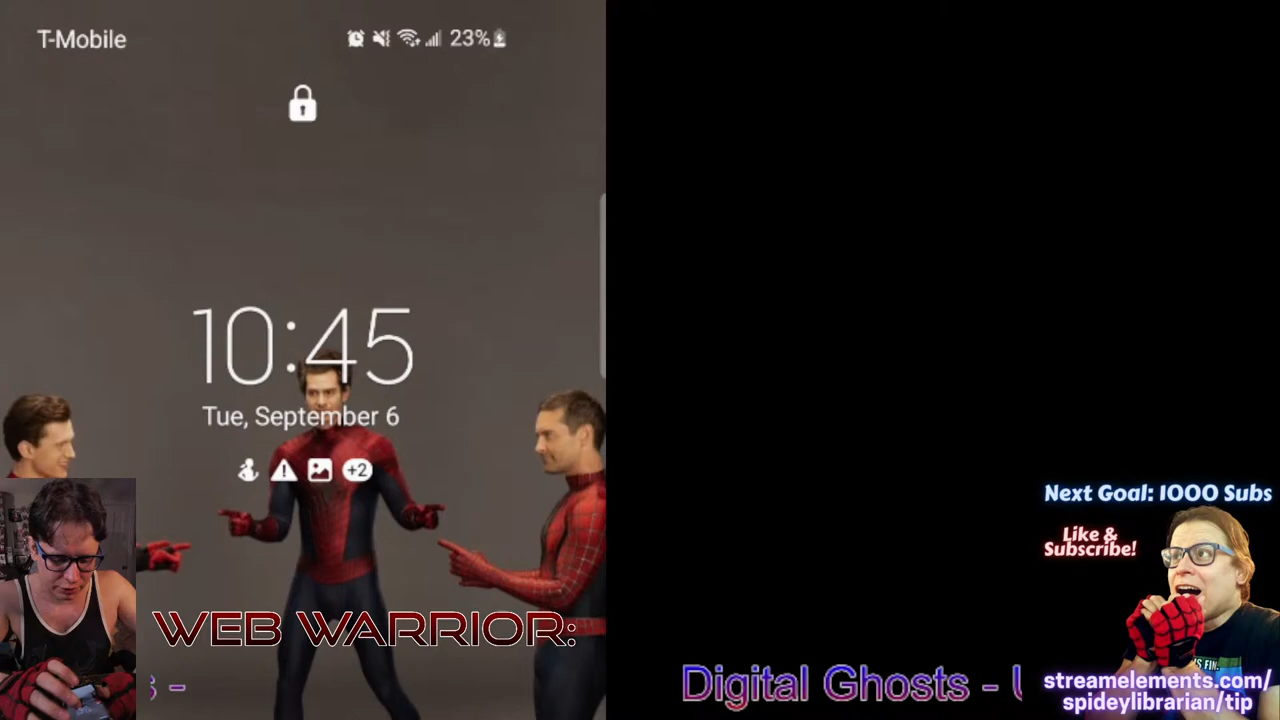 T-Mobile
23%
10:45
Tue, September 6
+2
WEB WARRIOR:
Digital Ghosts -
Next Goal: 1000 Subs
Like &
Subscribe!
streamelements.com/
spideylibrarian/tip